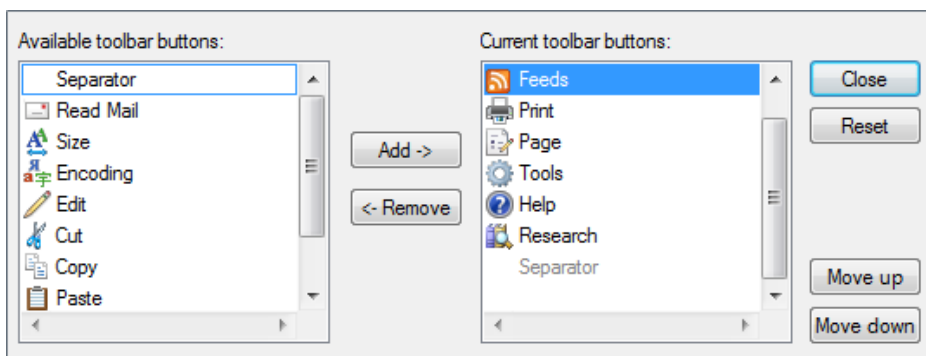 Available toolbar buttons:
Separator
Read Mail
Size
Encoding
Edit
Cut
Copy
Paste
Add ->
<- Remove
Current toolbar buttons:
Feeds
Print
Page
Tools
Help
Research
Separator
Close
Reset
Move up
Move down